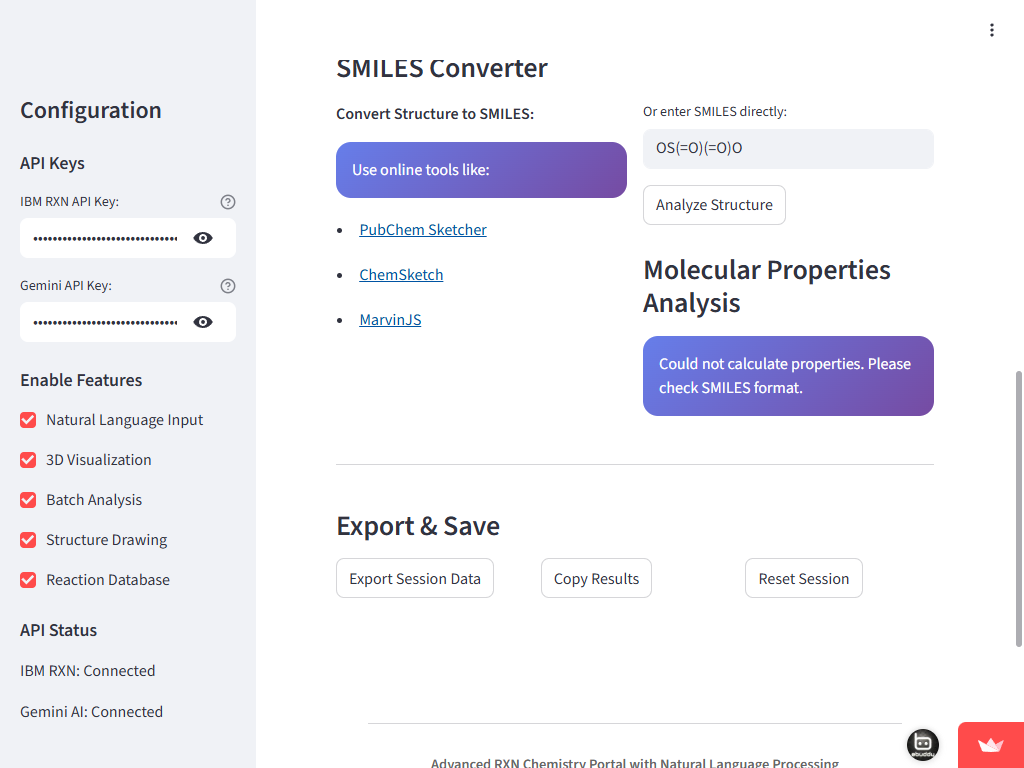 Configuration
API Keys
IBM RXN API Key:
••••••••••••••••••••••••••••••
Gemini API Key:
••••••••••••••••••••••••••••••
Enable Features
Natural Language Input
3D Visualization
Batch Analysis
Structure Drawing
Reaction Database
API Status
IBM RXN: Connected
Gemini AI: Connected
SMILES Converter
Convert Structure to SMILES:
Use online tools like:
• PubChem Sketcher
• ChemSketch
• MarvinJS
Or enter SMILES directly:
OS(=O)(=O)O
Analyze Structure
Molecular Properties
Analysis
Could not calculate properties. Please
check SMILES format.
Export & Save
Export Session Data
Copy Results
Reset Session
Advanced RXN Chemistry Portal with Natural Language Processing